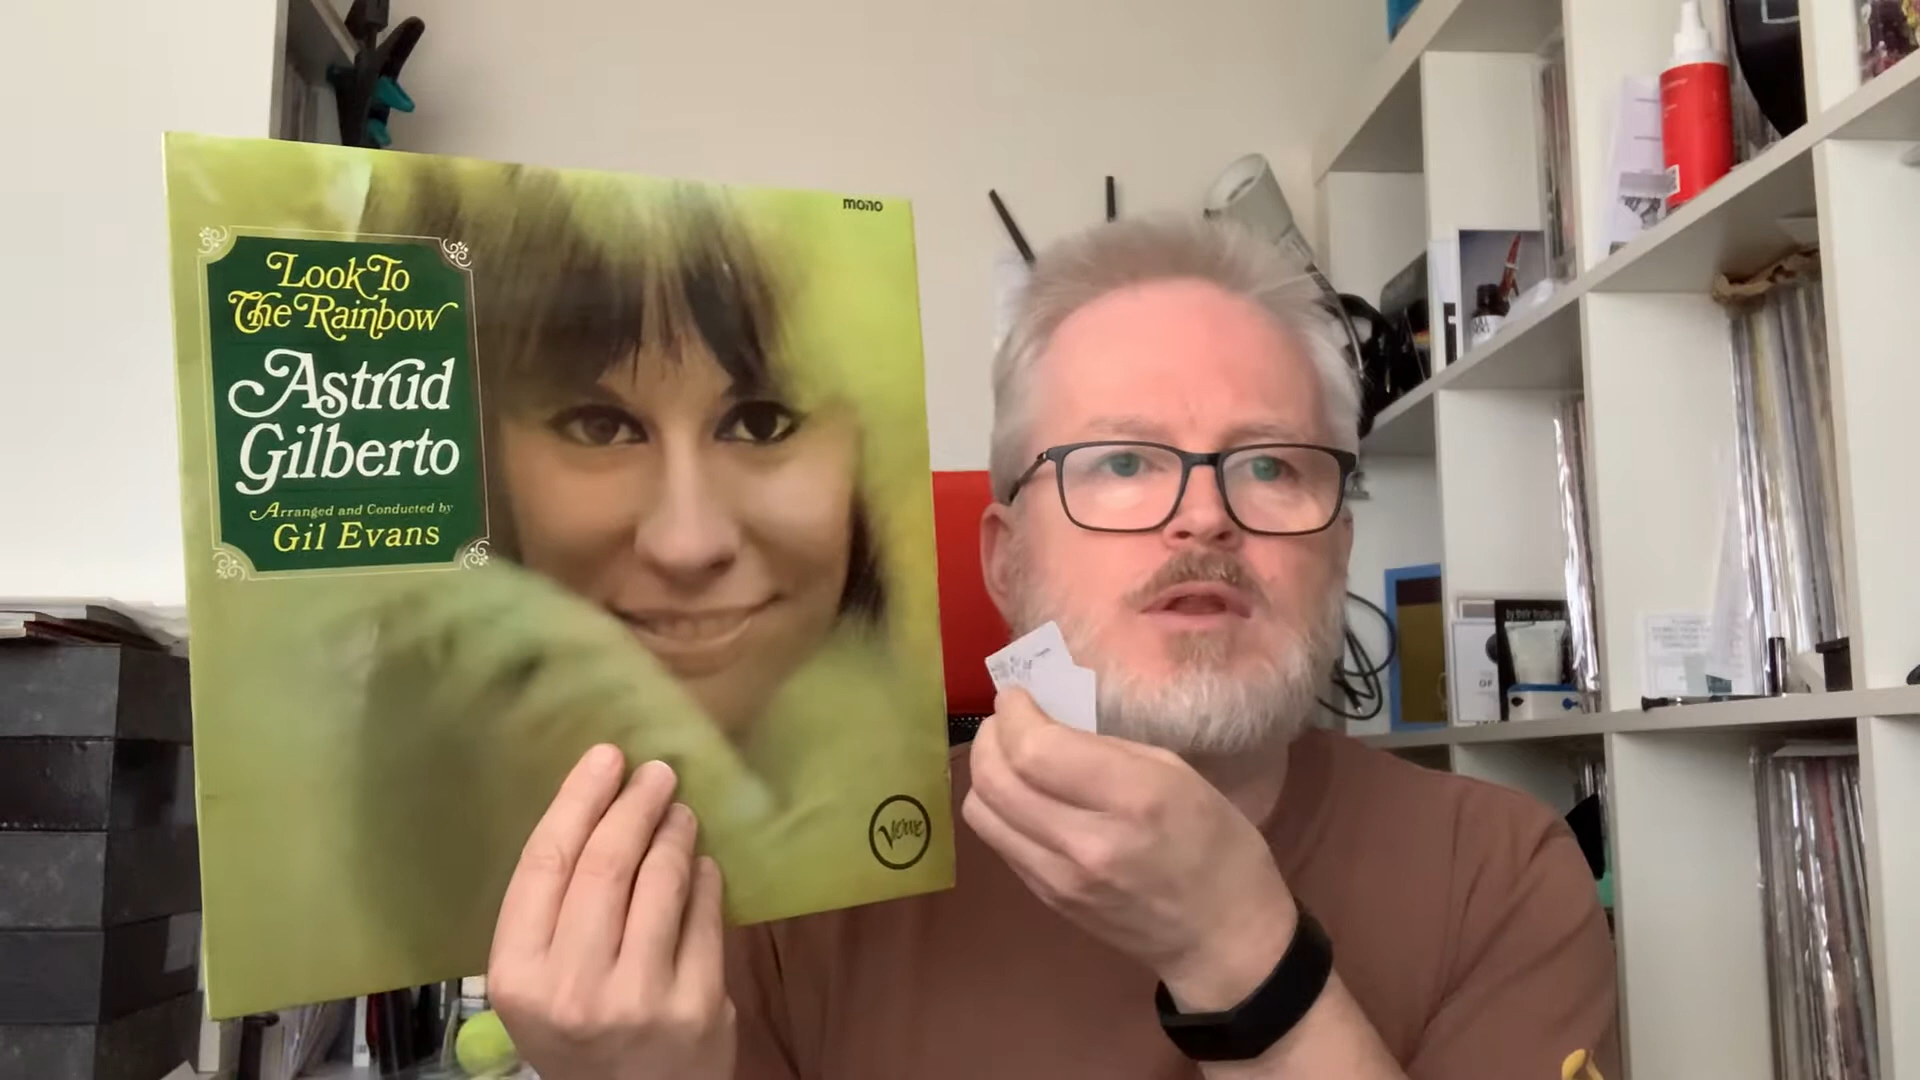 mono
Look To
The Rainbow
Astrud
Gilberto
Arranged and Conducted by
Gil Evans
Verve